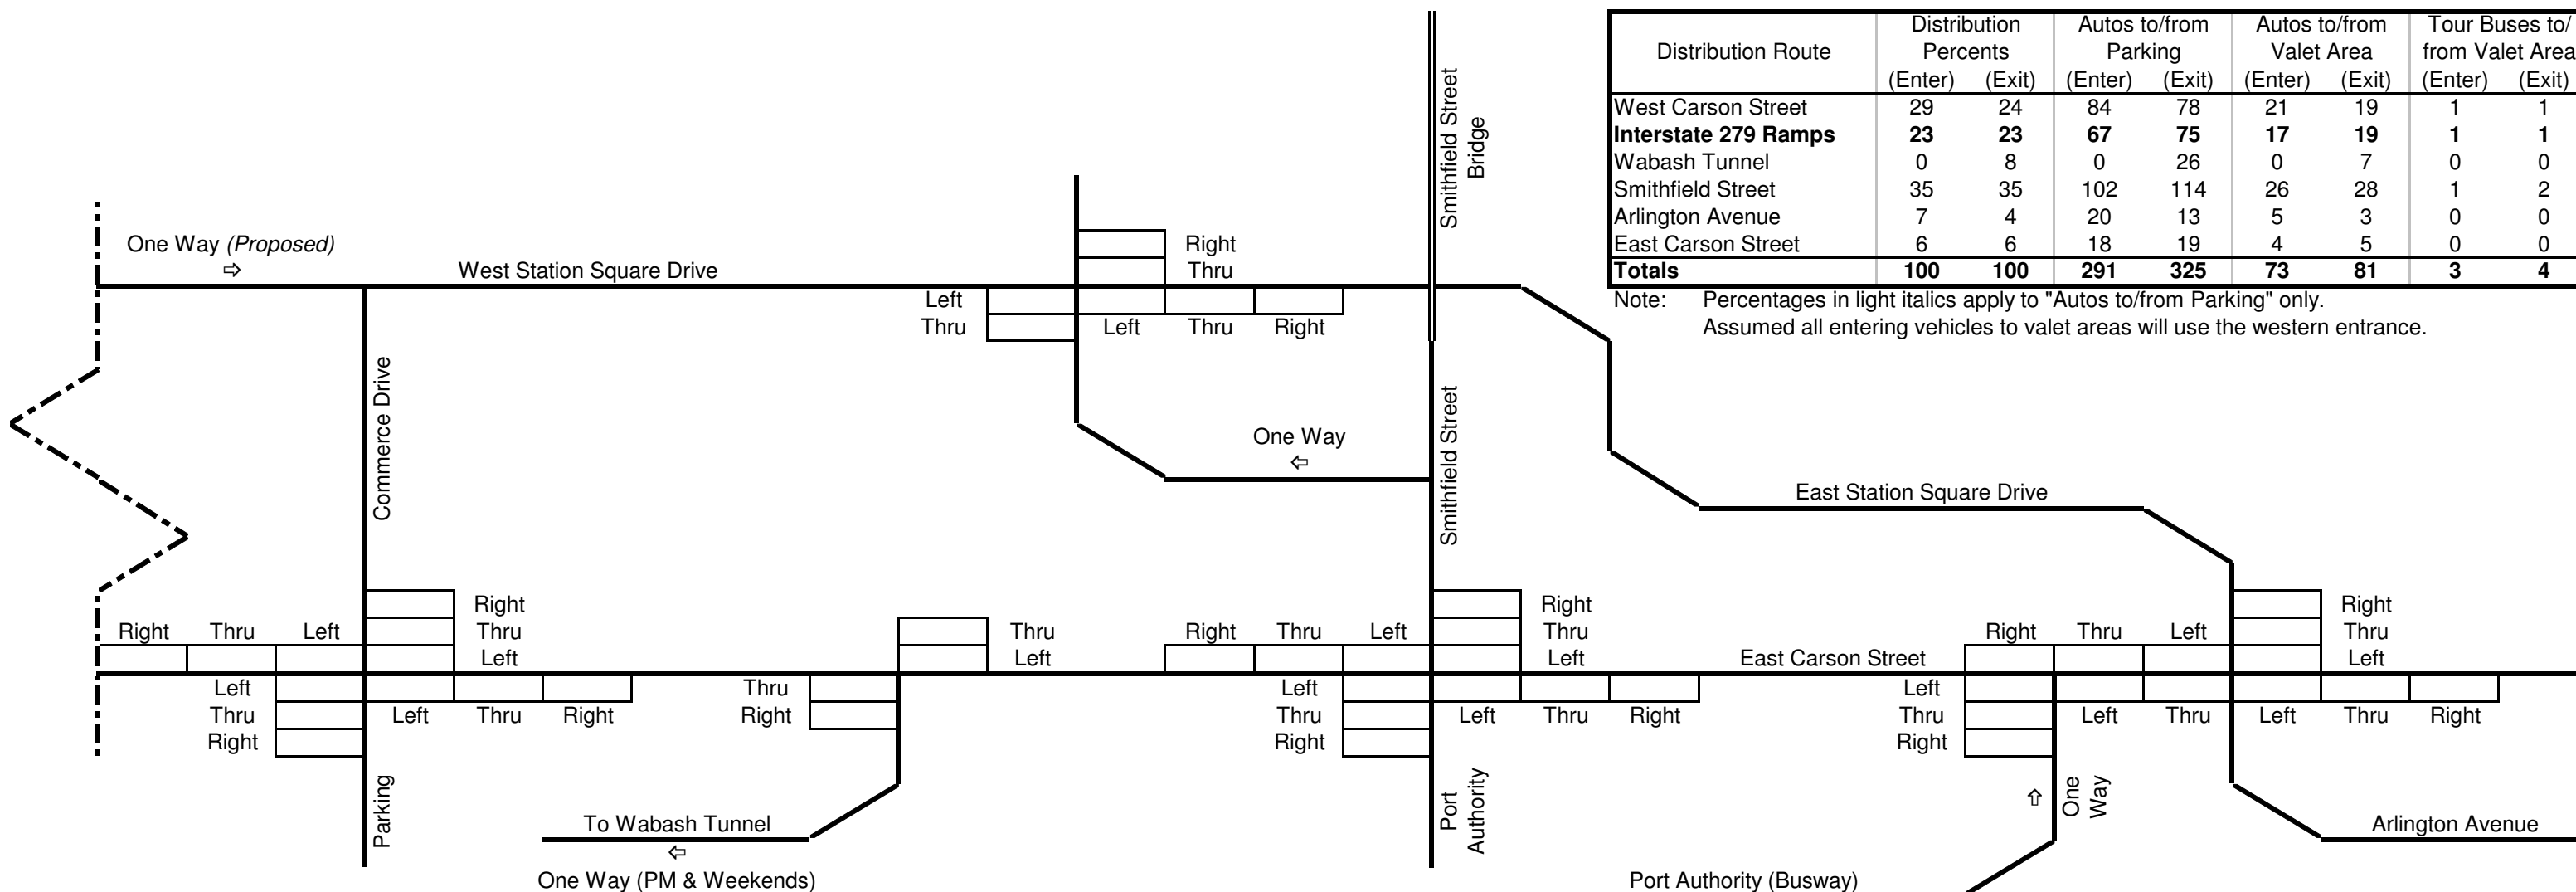 Distribution Route
Distribution Percents
Autos to/from Parking
Autos to/from Valet Area
Tour Buses to/ from Valet Area
(Enter) (Exit) (Enter) (Exit) (Enter) (Exit) (Enter) (Exit)
West Carson Street 29 24 84 78 21 19 1 1
Interstate 279 Ramps 23 23 67 75 17 19 1 1
Wabash Tunnel 0 8 0 26 0 7 0 0
Smithfield Street 35 35 102 114 26 28 1 2
Arlington Avenue 7 4 20 13 5 3 0 0
East Carson Street 6 6 18 19 4 5 0 0
Totals 100 100 291 325 73 81 3 4
Note: Percentages in light italics apply to "Autos to/from Parking" only.
Assumed all entering vehicles to valet areas will use the western entrance.
Smithfield Street
Bridge
One Way (Proposed)
⇨
West Station Square Drive
Right
Thru
Left
Thru
Left Thru Right
Commerce Drive
One Way
⇦
Smithfield Street
East Station Square Drive
Right Thru Left
Right
Thru
Left
Left
Thru
Right
Left Thru Right
Thru
Left
Thru
Right
Right Thru Left
Right
Thru
Left
Left
Thru
Right
Left Thru Right
East Carson Street
Right Thru Left
Right
Thru
Left
Left
Thru
Right
Left Thru Left Thru Right
Parking
To Wabash Tunnel
⇦
One Way (PM & Weekends)
Port
Authority
⇧
One
Way
Arlington Avenue
Port Authority (Busway)